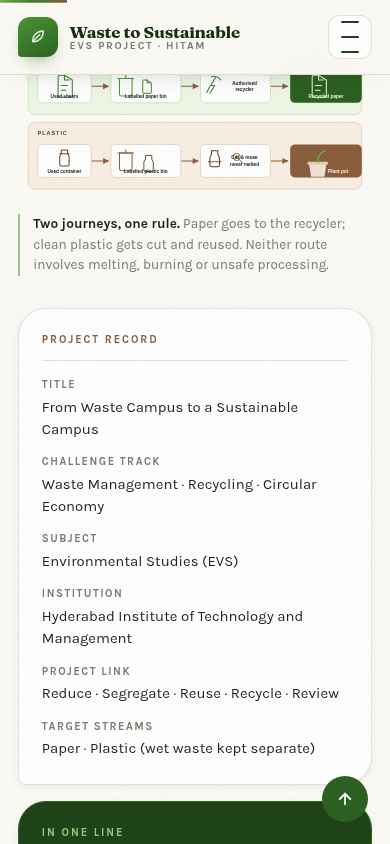 Waste to Sustainable
EVS PROJECT · HITAM
Used sheets
Labelled paper bin
Authorised
recycler
Recycled paper
PLASTIC
Used container
Labelled plastic bin
Cut & reuse
never melted
Plant pot
Two journeys, one rule. Paper goes to the recycler;
clean plastic gets cut and reused. Neither route
involves melting, burning or unsafe processing.
PROJECT RECORD
TITLE
From Waste Campus to a Sustainable
Campus
CHALLENGE TRACK
Waste Management · Recycling · Circular
Economy
SUBJECT
Environmental Studies (EVS)
INSTITUTION
Hyderabad Institute of Technology and
Management
PROJECT LINK
Reduce · Segregate · Reuse · Recycle · Review
TARGET STREAMS
Paper · Plastic (wet waste kept separate)
IN ONE LINE